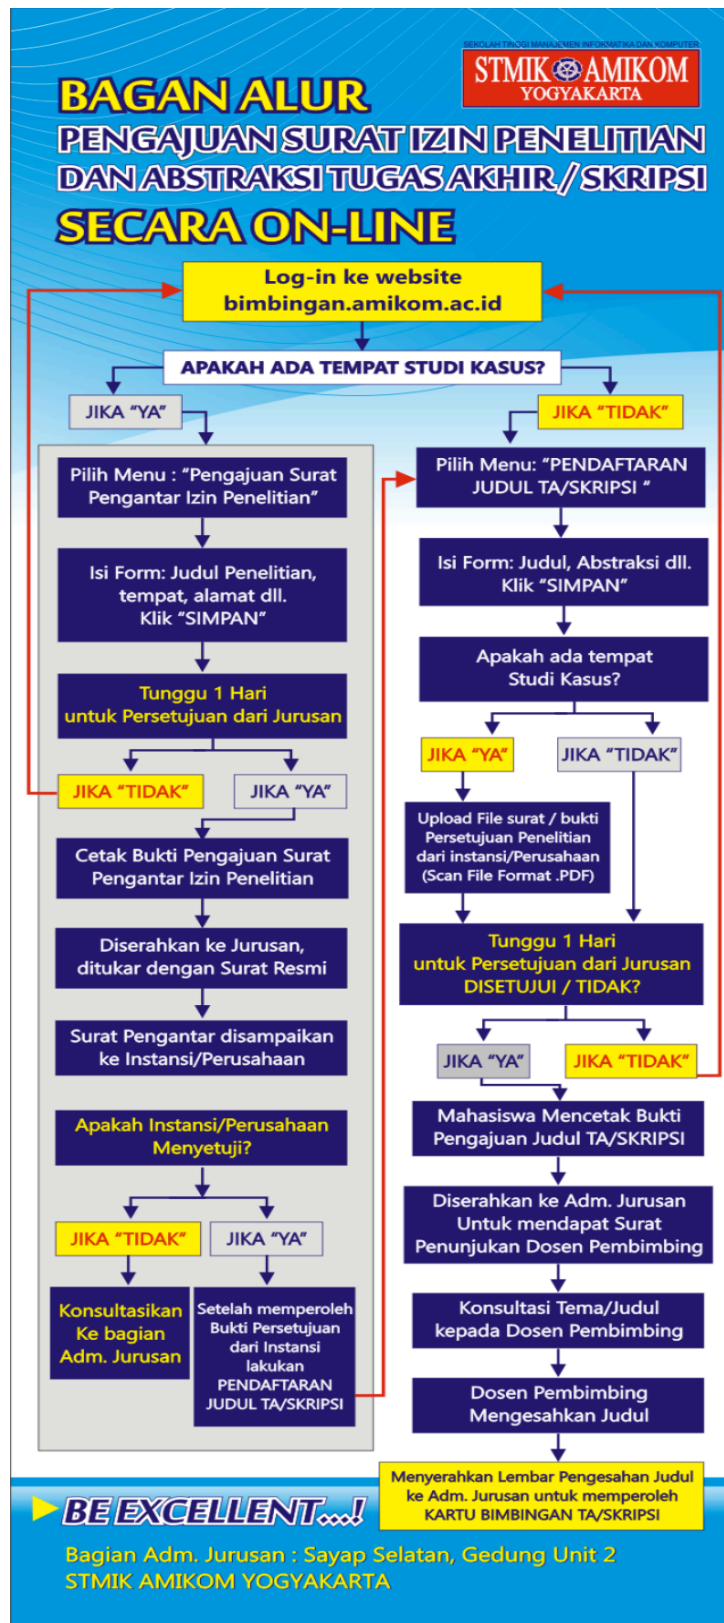 SEKOLAH TINGGI MANAJEMEN INFORMATIKA DAN KOMPUTER
STMIK AMIKOM
YOGYAKARTA
BAGAN ALUR
PENGAJUAN SURAT IZIN PENELITIAN
DAN ABSTRAKSI TUGAS AKHIR / SKRIPSI
SECARA ON-LINE
Log-in ke website
bimbingan.amikom.ac.id
APAKAH ADA TEMPAT STUDI KASUS?
JIKA "YA"
Pilih Menu : "Pengajuan Surat
Pengantar Izin Penelitian"
Isi Form: Judul Penelitian,
tempat, alamat dll.
Klik "SIMPAN"
Tunggu 1 Hari
untuk Persetujuan dari Jurusan
JIKA "TIDAK"
JIKA "YA"
Cetak Bukti Pengajuan Surat
Pengantar Izin Penelitian
Diserahkan ke Jurusan,
ditukar dengan Surat Resmi
Surat Pengantar disampaikan
ke Instansi/Perusahaan
Apakah Instansi/Perusahaan
Menyetuji?
JIKA "TIDAK"
JIKA "YA"
Konsultasikan
Ke bagian
Adm. Jurusan
Setelah memperoleh
Bukti Persetujuan
dari Instansi
lakukan
PENDAFTARAN
JUDUL TA/SKRIPSI
JIKA "TIDAK"
Pilih Menu: "PENDAFTARAN
JUDUL TA/SKRIPSI "
Isi Form: Judul, Abstraksi dll.
Klik "SIMPAN"
Apakah ada tempat
Studi Kasus?
JIKA "YA"
JIKA "TIDAK"
Upload File surat / bukti
Persetujuan Penelitian
dari instansi/Perusahaan
(Scan File Format .PDF)
Tunggu 1 Hari
untuk Persetujuan dari Jurusan
DISETUJUI / TIDAK?
JIKA "YA"
JIKA "TIDAK"
Mahasiswa Mencetak Bukti
Pengajuan Judul TA/SKRIPSI
Diserahkan ke Adm. Jurusan
Untuk mendapat Surat
Penunjukan Dosen Pembimbing
Konsultasi Tema/Judul
kepada Dosen Pembimbing
Dosen Pembimbing
Mengesahkan Judul
Menyerahkan Lembar Pengesahan Judul
ke Adm. Jurusan untuk memperoleh
KARTU BIMBINGAN TA/SKRIPSI
BE EXCELLENT....!
Bagian Adm. Jurusan : Sayap Selatan, Gedung Unit 2
STMIK AMIKOM YOGYAKARTA